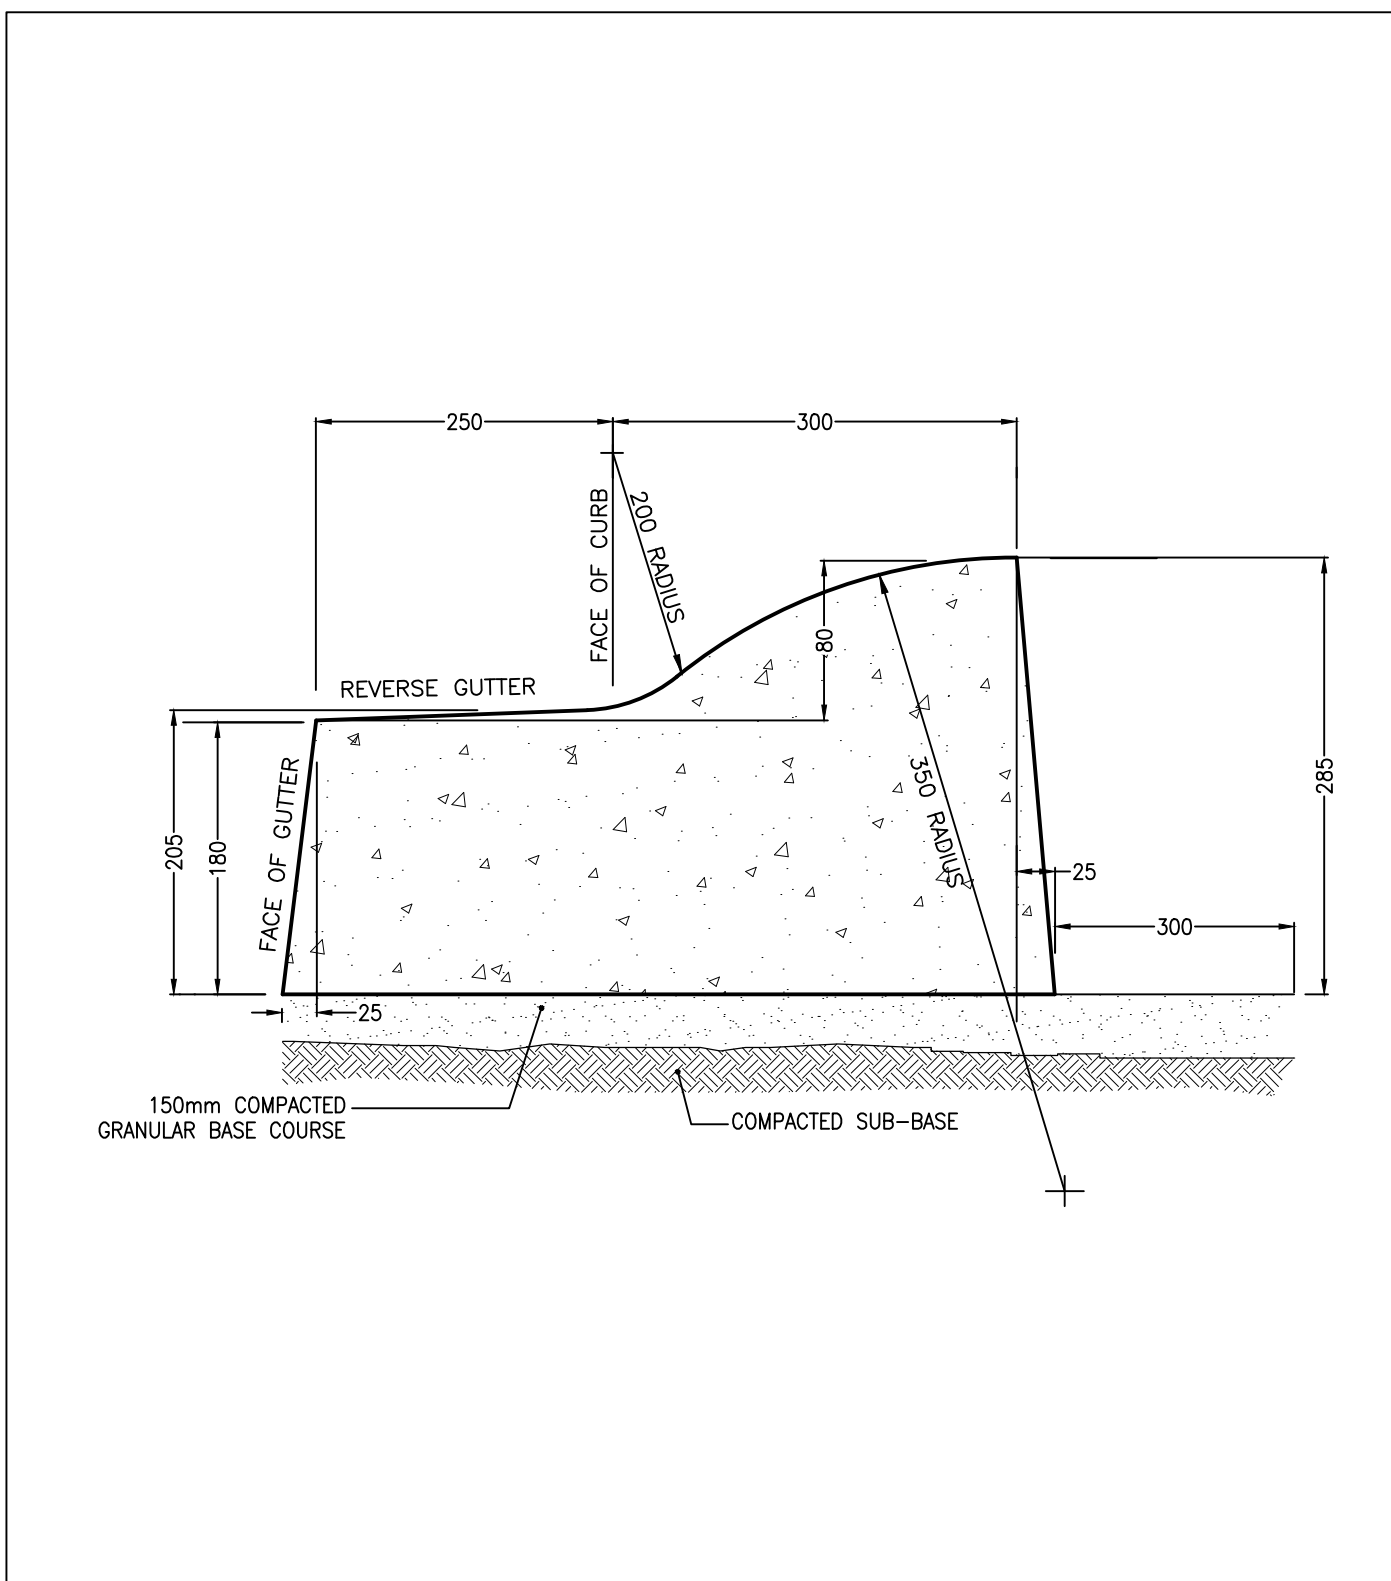 250
300
FACE OF CURB
200 RADIUS
80
REVERSE GUTTER
FACE OF GUTTER
205
180
350 RADIUS
285
25
300
25
150mm COMPACTED
GRANULAR BASE COURSE
COMPACTED SUB-BASE